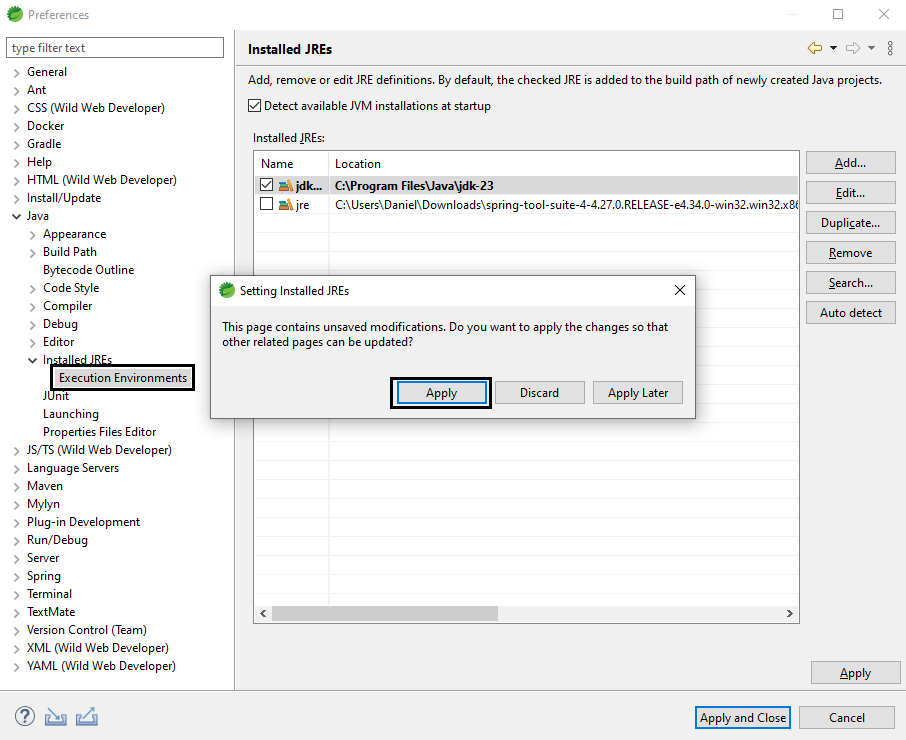 Preferences
type filter text
General
Ant
CSS (Wild Web Developer)
Docker
Gradle
Help
HTML (Wild Web Developer)
Install/Update
Java
Appearance
Build Path
Bytecode Outline
Code Style
Compiler
Debug
Editor
Installed JREs
Execution Environments
JUnit
Launching
Properties Files Editor
JS/TS (Wild Web Developer)
Language Servers
Maven
Mylyn
Plug-in Development
Run/Debug
Server
Spring
Terminal
TextMate
Version Control (Team)
XML (Wild Web Developer)
YAML (Wild Web Developer)
Installed JREs
Add, remove or edit JRE definitions. By default, the checked JRE is added to the build path of newly created Java projects.
Detect available JVM installations at startup
Installed JREs:
Name Location
jdk... C:\Program Files\Java\jdk-23
jre C:\Users\Daniel\Downloads\spring-tool-suite-4-4.27.0.RELEASE-e4.34.0-win32.win32.x86
Add...
Edit...
Duplicate...
Remove
Search...
Auto detect
Setting Installed JREs
This page contains unsaved modifications. Do you want to apply the changes so that
other related pages can be updated?
Apply Discard Apply Later
Apply
? Apply and Close Cancel